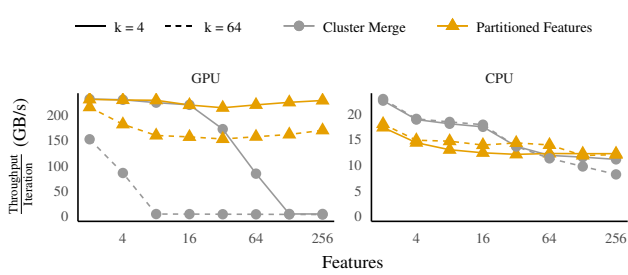 k = 4 k = 64 Cluster Merge Partitioned Features
GPU CPU
Throughput
Iteration
(GB/s)
200
150
100
50
0
20
15
10
5
0
4 16 64 256 4 16 64 256
Features